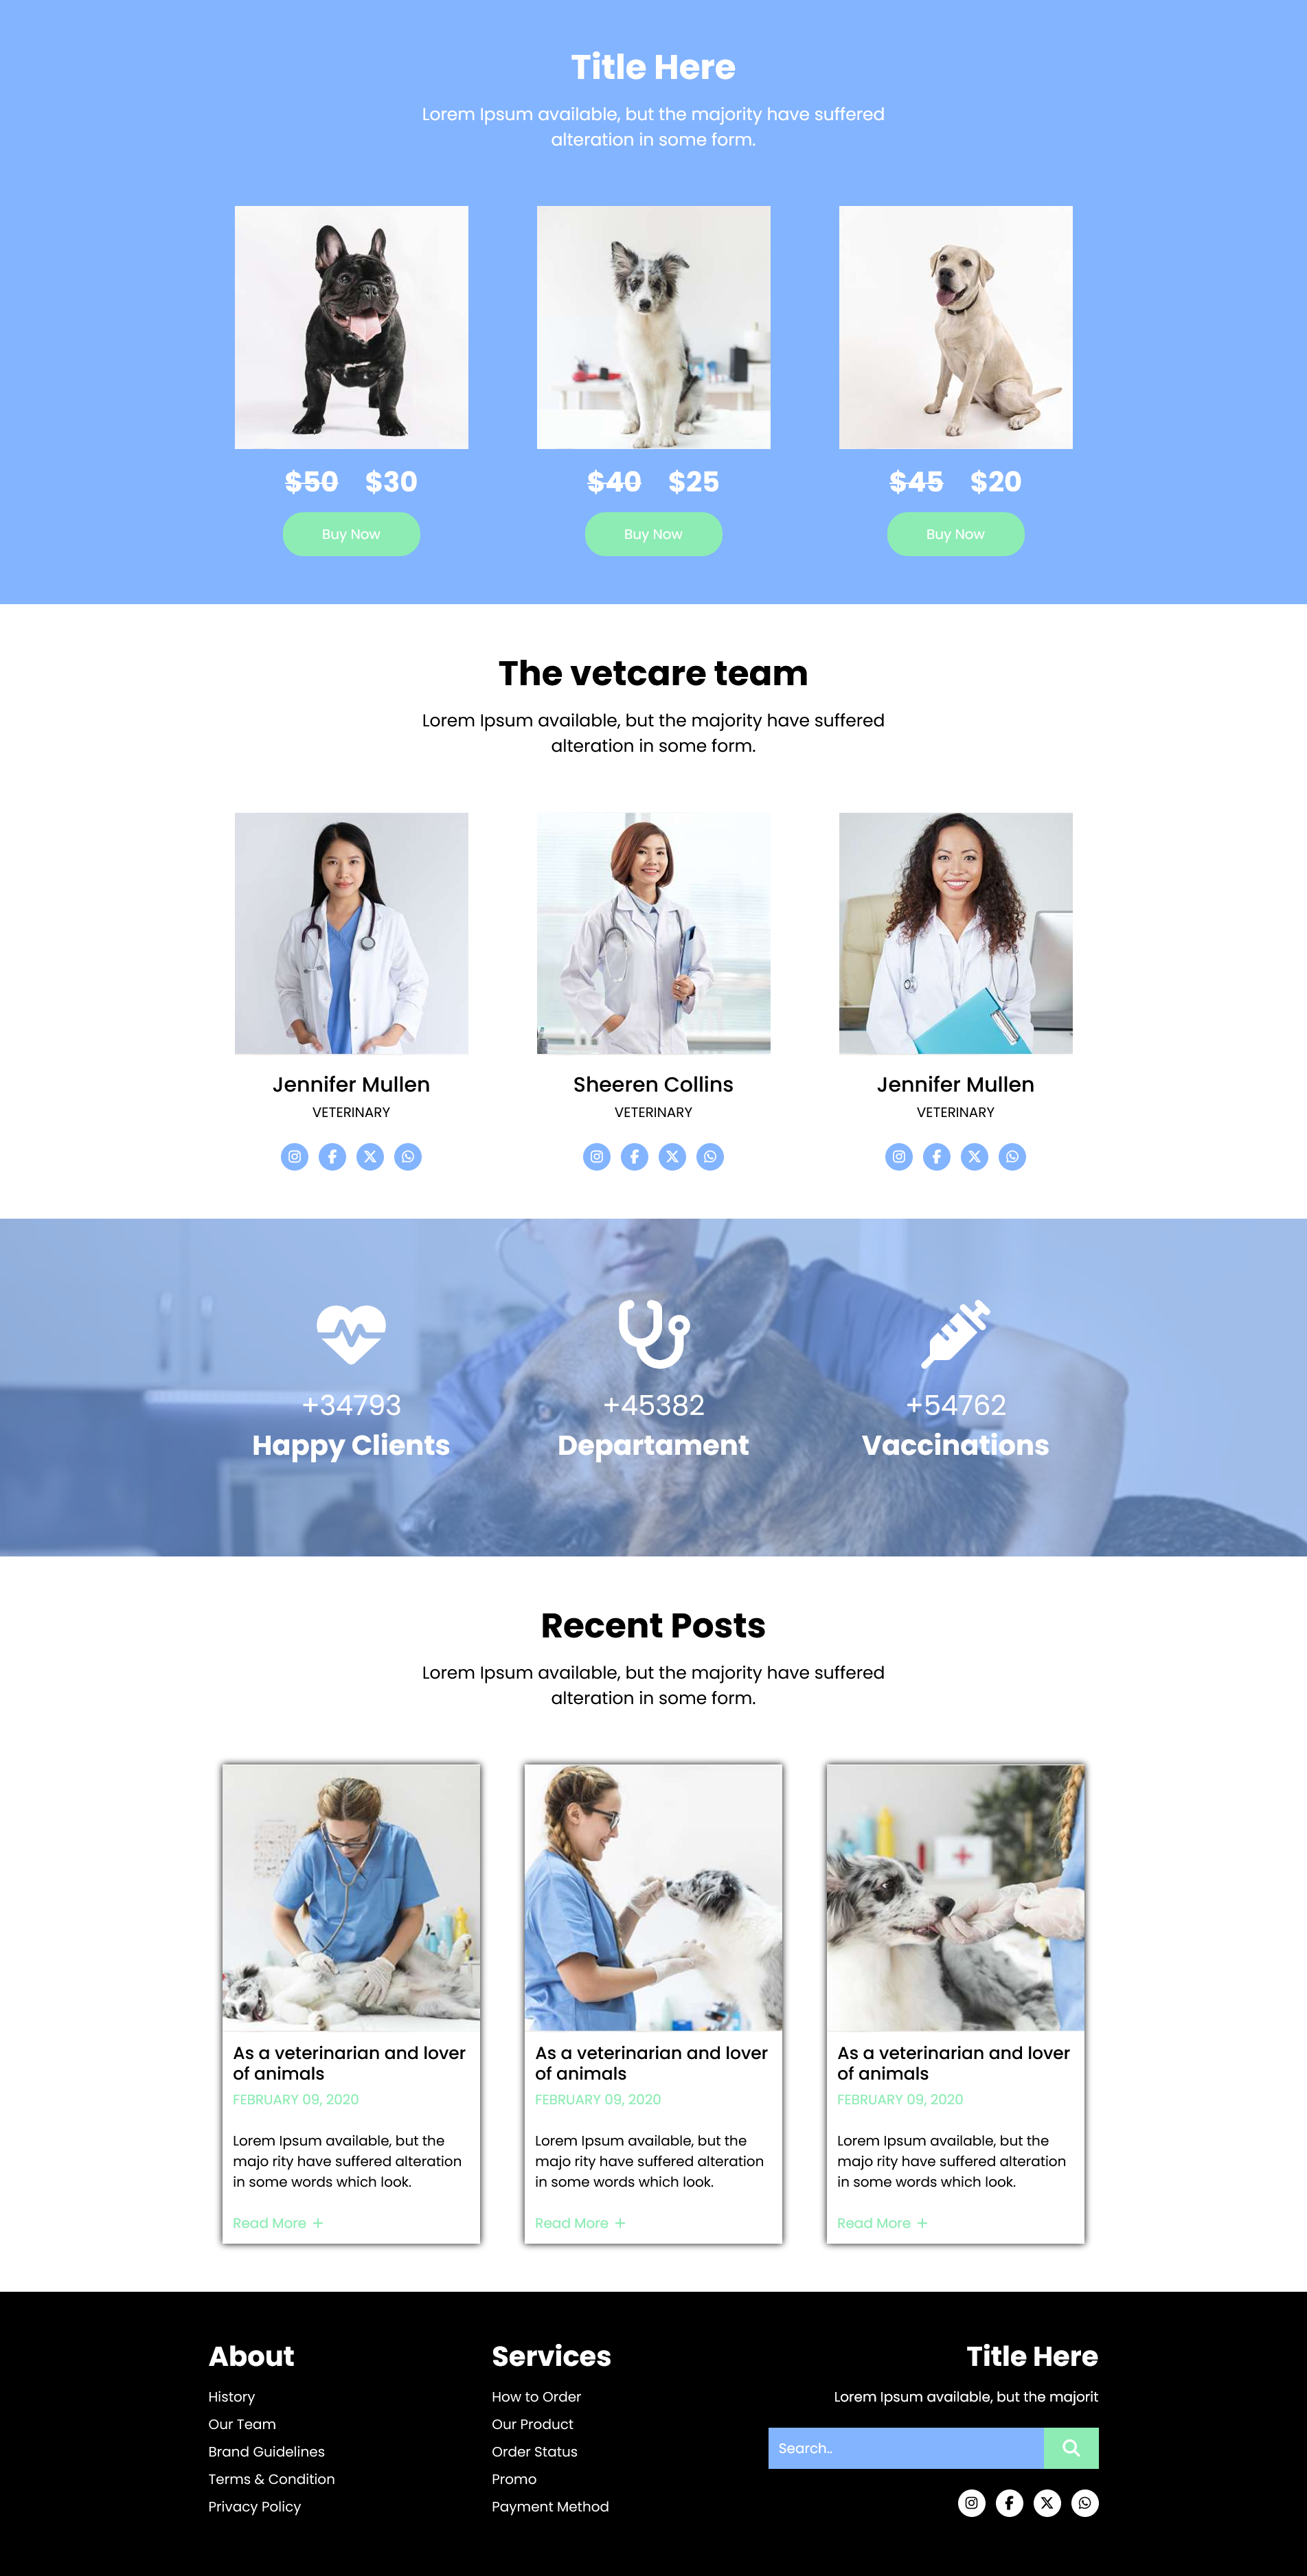 Title Here
Lorem Ipsum available, but the majority have suffered
alteration in some form.
$50 $30
$40 $25
$45 $20
Buy Now
Buy Now
Buy Now
The vetcare team
Lorem Ipsum available, but the majority have suffered
alteration in some form.
Jennifer Mullen
VETERINARY
Sheeren Collins
VETERINARY
Jennifer Mullen
VETERINARY
+34793
Happy Clients
+45382
Departament
+54762
Vaccinations
Recent Posts
Lorem Ipsum available, but the majority have suffered
alteration in some form.
As a veterinarian and lover
of animals
FEBRUARY 09, 2020
Lorem Ipsum available, but the
majo rity have suffered alteration
in some words which look.
Read More +
As a veterinarian and lover
of animals
FEBRUARY 09, 2020
Lorem Ipsum available, but the
majo rity have suffered alteration
in some words which look.
Read More +
As a veterinarian and lover
of animals
FEBRUARY 09, 2020
Lorem Ipsum available, but the
majo rity have suffered alteration
in some words which look.
Read More +
About
History
Our Team
Brand Guidelines
Terms & Condition
Privacy Policy
Services
How to Order
Our Product
Order Status
Promo
Payment Method
Title Here
Lorem Ipsum available, but the majorit
Search..